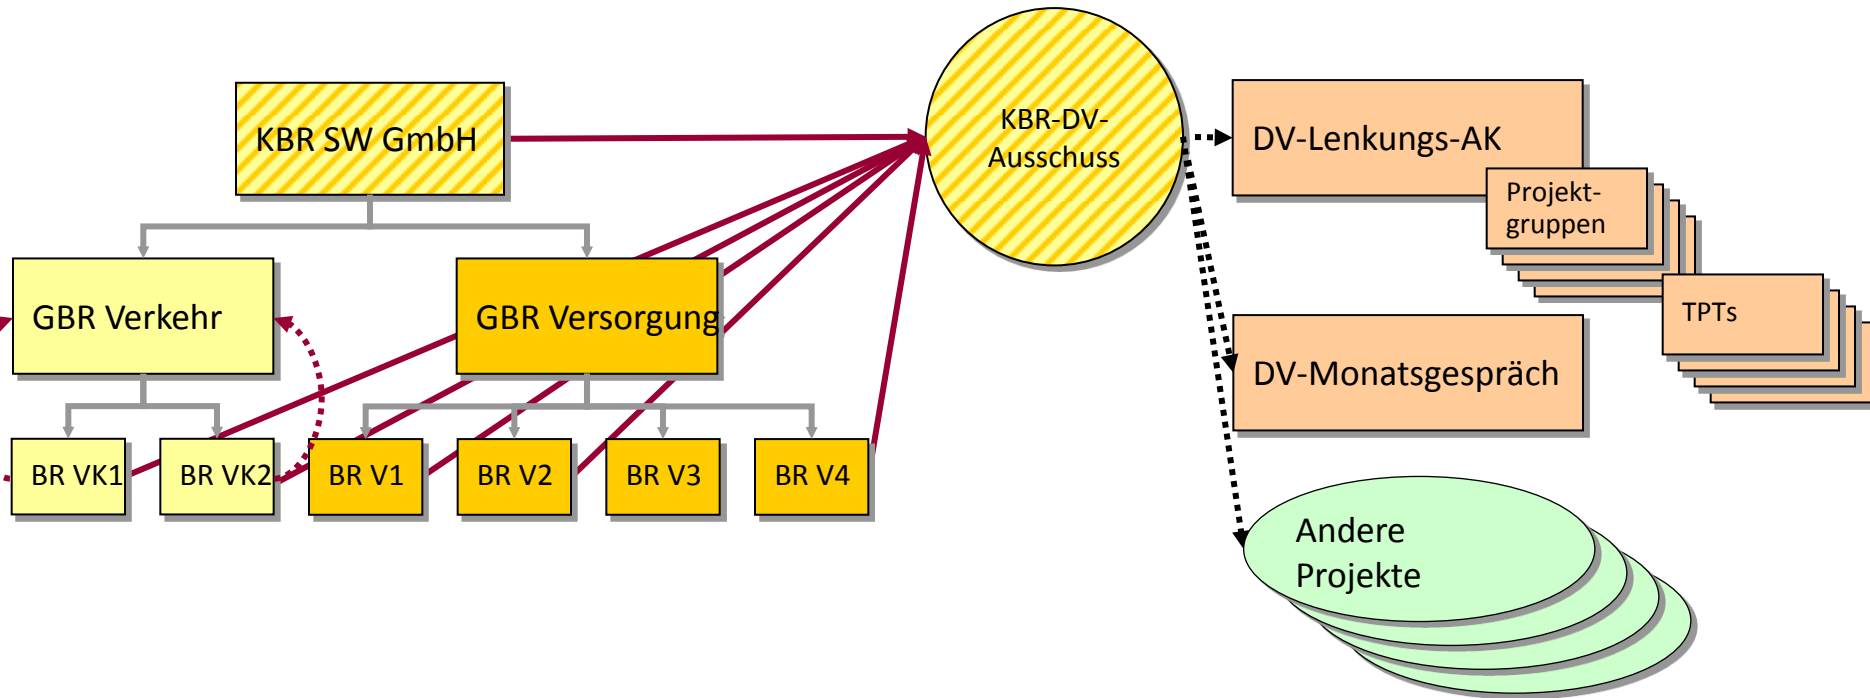 KBR SW GmbH
KBR-DV-
Ausschuss
DV-Lenkungs-AK
Projekt-
gruppen
TPTs
GBR Verkehr
GBR Versorgung
DV-Monatsgespräch
BR VK1
BR VK2
BR V1
BR V2
BR V3
BR V4
Andere
Projekte